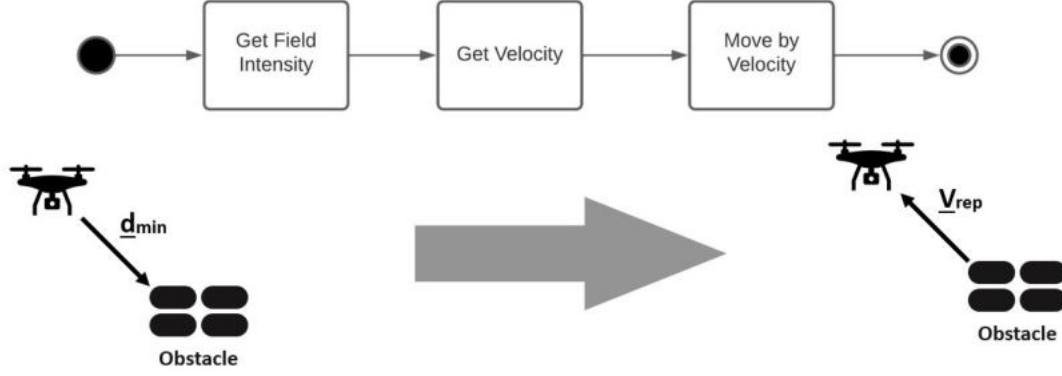 Get Field
Intensity
Get Velocity
Move by
Velocity
dmin
Vrep
Obstacle
Obstacle